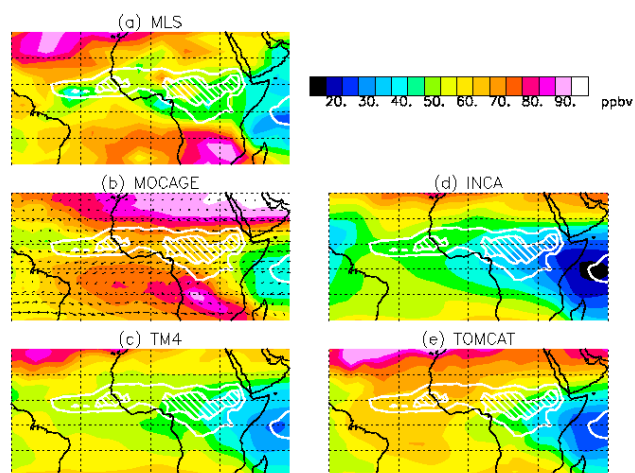 (a) MLS
20. 30. 40. 50. 60. 70. 80. 90. ppbv
(b) MOCAGE
(d) INCA
(c) TM4
(e) TOMCAT